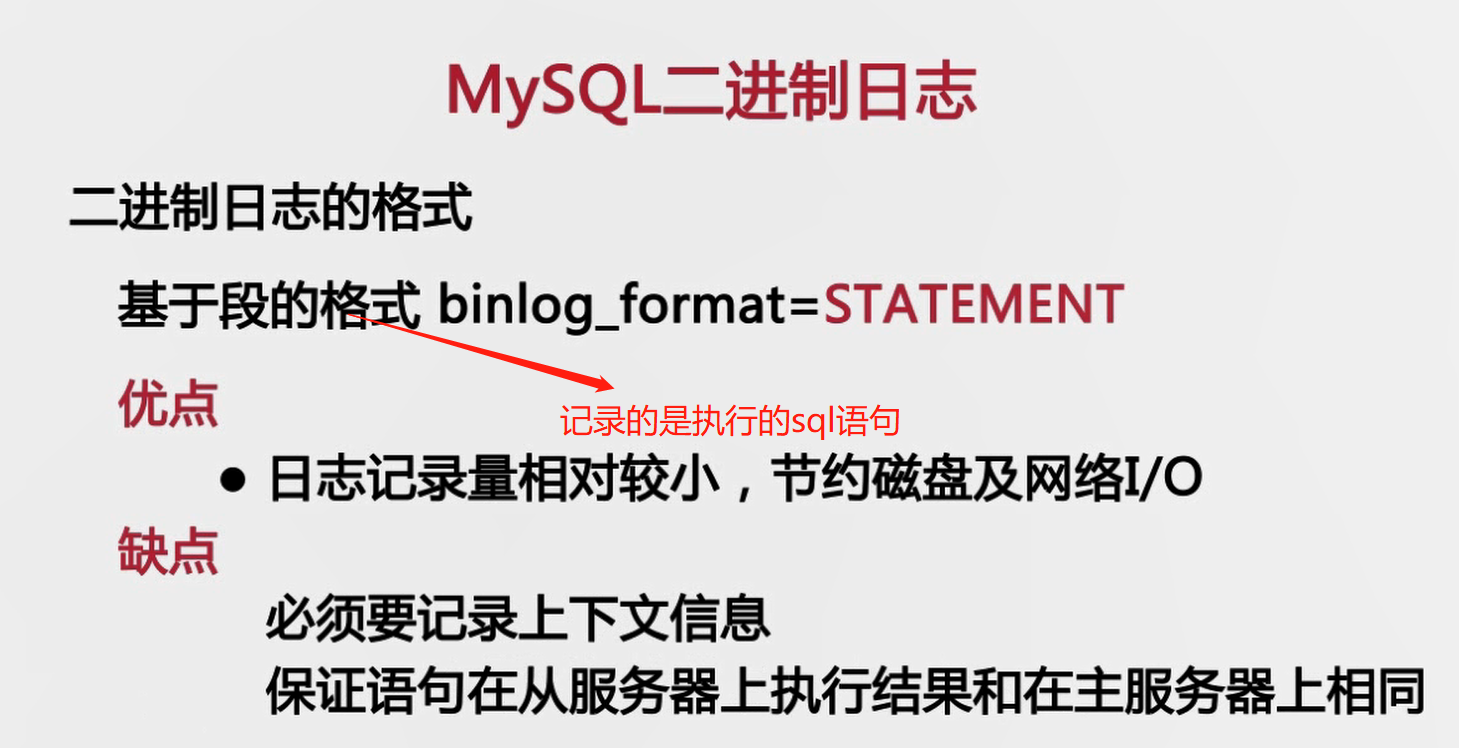 MySQL二进制日志
二进制日志的格式
基于段的格式 binlog_format=STATEMENT
优点
记录的是执行的sql语句
● 日志记录量相对较小，节约磁盘及网络I/O
缺点
必须要记录上下文信息
保证语句在从服务器上执行结果和在主服务器上相同